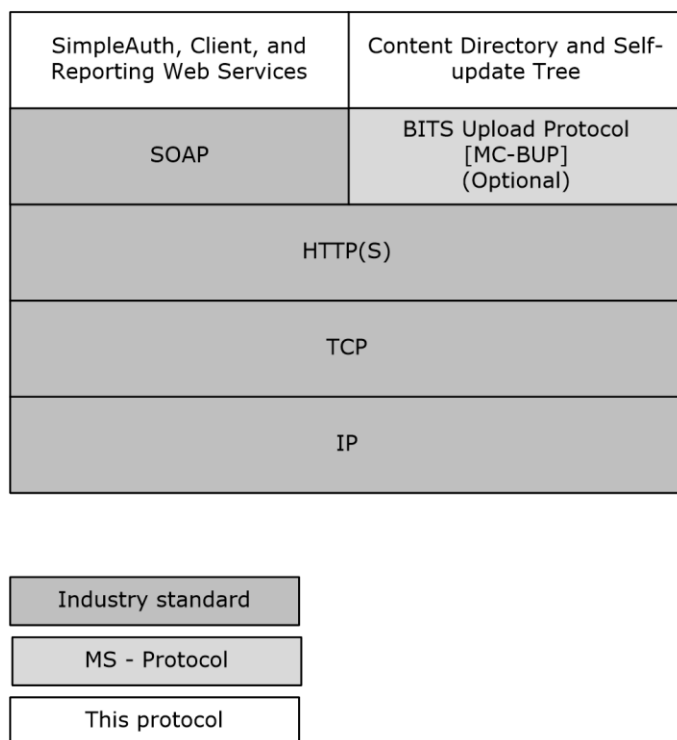 SimpleAuth, Client, and
Reporting Web Services
Content Directory and Self-
update Tree
SOAP
BITS Upload Protocol
[MC-BUP]
(Optional)
HTTP(S)
TCP
IP
Industry standard
MS - Protocol
This protocol